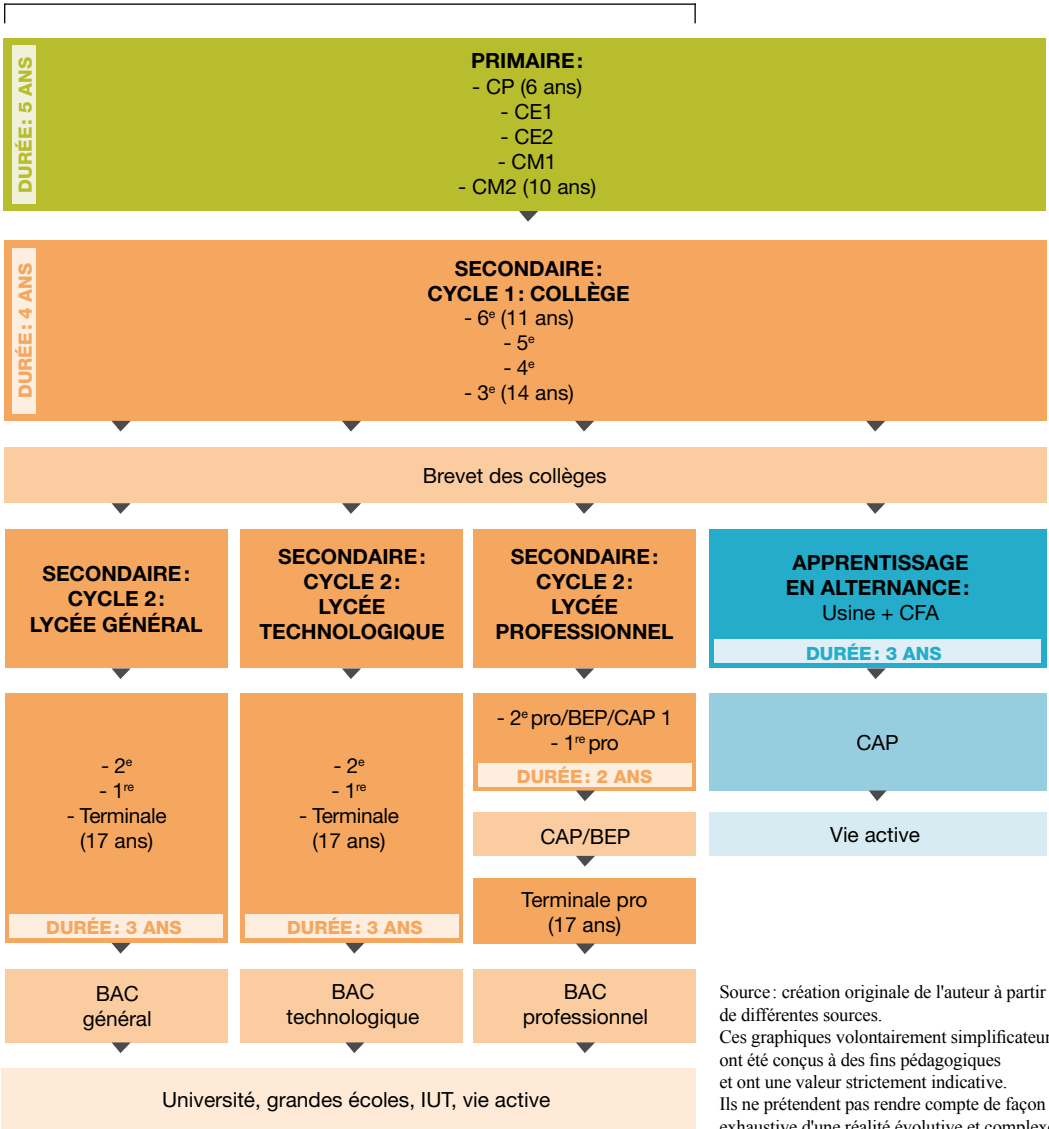 DURÉE: 5 ANS
PRIMAIRE:
- CP (6 ans)
- CE1
- CE2
- CM1
- CM2 (10 ans)
DURÉE: 4 ANS
SECONDAIRE:
CYCLE 1: COLLÈGE
- 6e (11 ans)
- 5e
- 4e
- 3e (14 ans)
Brevet des collèges
SECONDAIRE:
CYCLE 2:
LYCÉE GÉNÉRAL
SECONDAIRE:
CYCLE 2:
LYCÉE
TECHNOLOGIQUE
SECONDAIRE:
CYCLE 2:
LYCÉE
PROFESSIONNEL
APPRENTISSAGE
EN ALTERNANCE:
Usine + CFA
DURÉE: 3 ANS
- 2e
- 1re
- Terminale
(17 ans)
DURÉE: 3 ANS
- 2e
- 1re
- Terminale
(17 ans)
DURÉE: 3 ANS
- 2e pro/BEP/CAP 1
- 1re pro
DURÉE: 2 ANS
CAP/BEP
Terminale pro
(17 ans)
CAP
Vie active
BAC
général
BAC
technologique
BAC
professionnel
Université, grandes écoles, IUT, vie active
Source: création originale de l'auteur à partir
de différentes sources.
Ces graphiques volontairement simplificateur
ont été conçus à des fins pédagogiques
et ont une valeur strictement indicative.
Ils ne prétendent pas rendre compte de façon
exhaustive d'une réalité évolutive et complexe